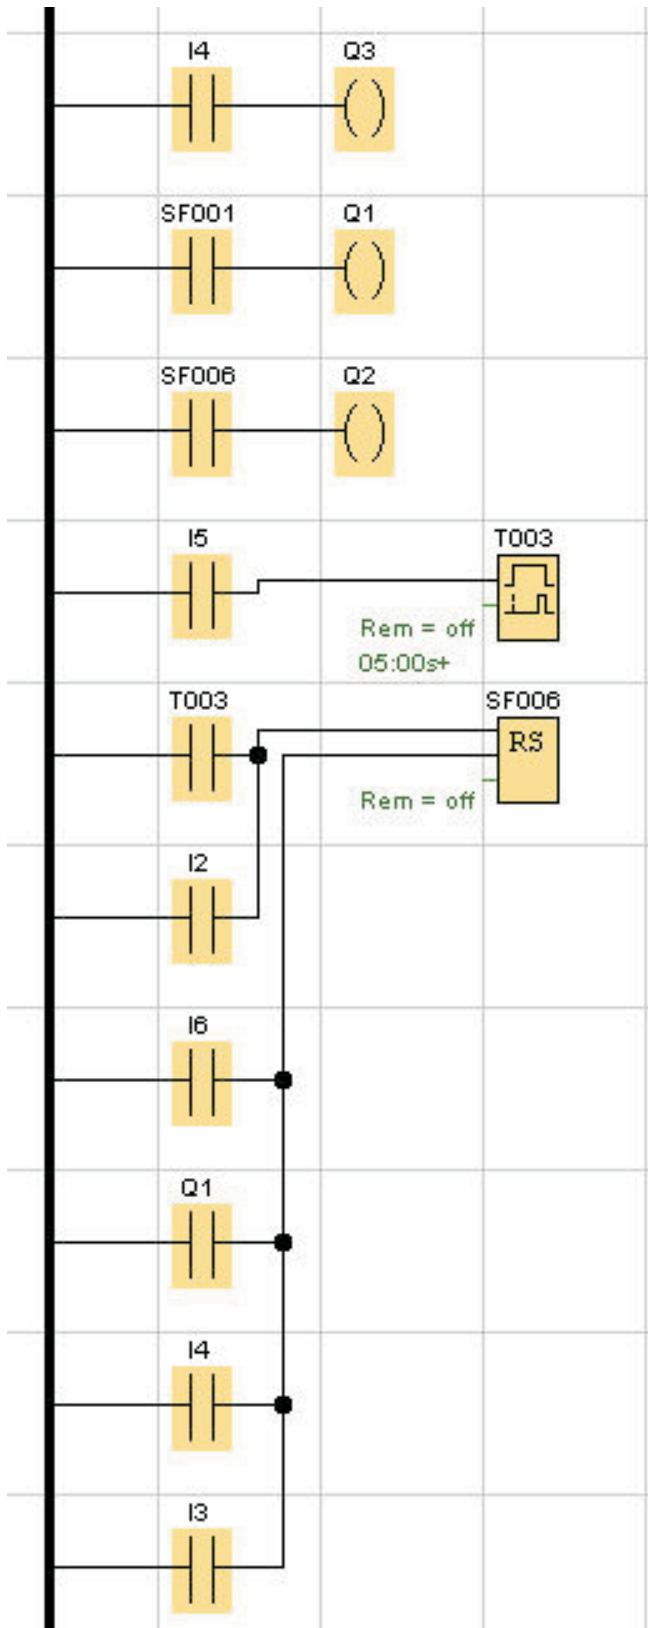 I4 Q3
SF001 Q1
SF006 Q2
I5 T003
Rem = off
05:00s+
T003 SF006
RS
Rem = off
I2
I6
Q1
I4
I3